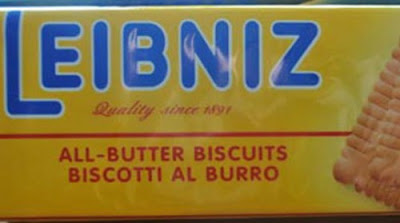 LEIBNIZ
Quality since 1891
ALL-BUTTER BISCUITS
BISCOTTI AL BURRO